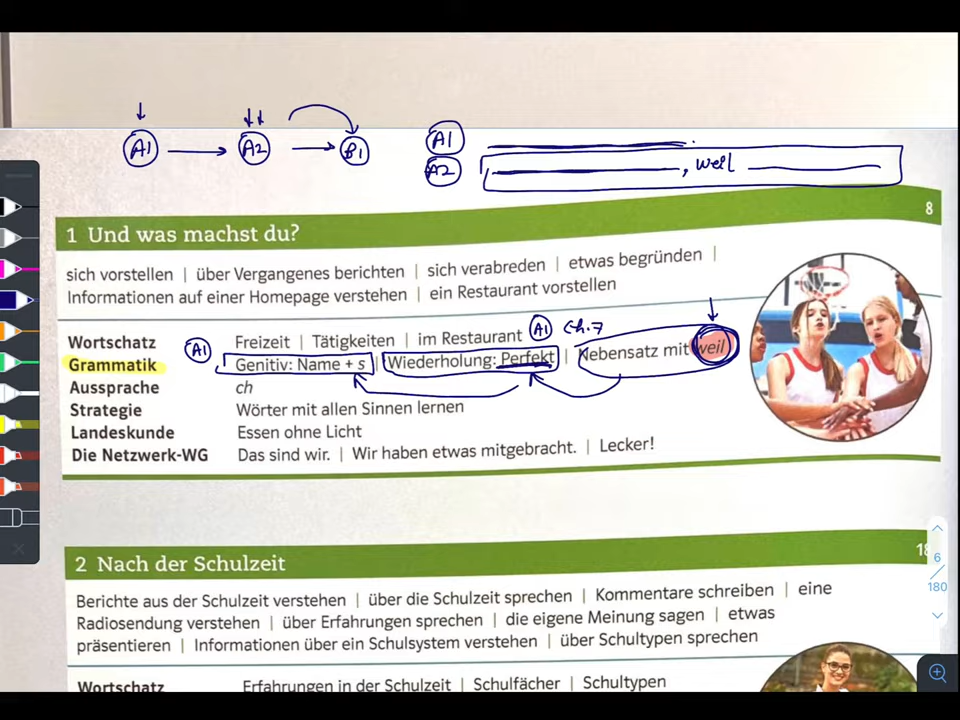 A1 → A2 → B1
A1
A2 , weil
8
1 Und was machst du?
sich vorstellen | über Vergangenes berichten | sich verabreden | etwas begründen |
Informationen auf einer Homepage verstehen | ein Restaurant vorstellen
Wortschatz Freizeit | Tätigkeiten | im Restaurant A1 Ch.7
A1
Grammatik Genitiv: Name + s | Wiederholung: Perfekt | Nebensatz mit weil
Aussprache ch
Strategie Wörter mit allen Sinnen lernen
Landeskunde Essen ohne Licht
Die Netzwerk-WG Das sind wir. | Wir haben etwas mitgebracht. | Lecker!
2 Nach der Schulzeit
Berichte aus der Schulzeit verstehen | über die Schulzeit sprechen | Kommentare schreiben | eine
Radiosendung verstehen | über Erfahrungen sprechen | die eigene Meinung sagen | etwas
präsentieren | Informationen über ein Schulsystem verstehen | über Schultypen sprechen
Wortschatz Erfahrungen in der Schulzeit | Schulfächer | Schultypen
6
/
180